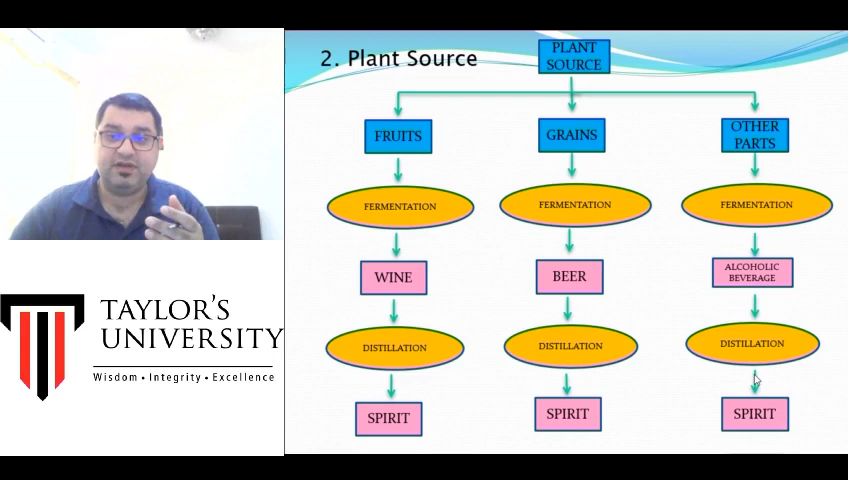 2. Plant Source
PLANT
SOURCE
FRUITS
GRAINS
OTHER
PARTS
FERMENTATION
FERMENTATION
FERMENTATION
WINE
BEER
ALCOHOLIC
BEVERAGE
DISTILLATION
DISTILLATION
DISTILLATION
SPIRIT
SPIRIT
SPIRIT
TAYLOR'S
UNIVERSITY
Wisdom • Integrity • Excellence